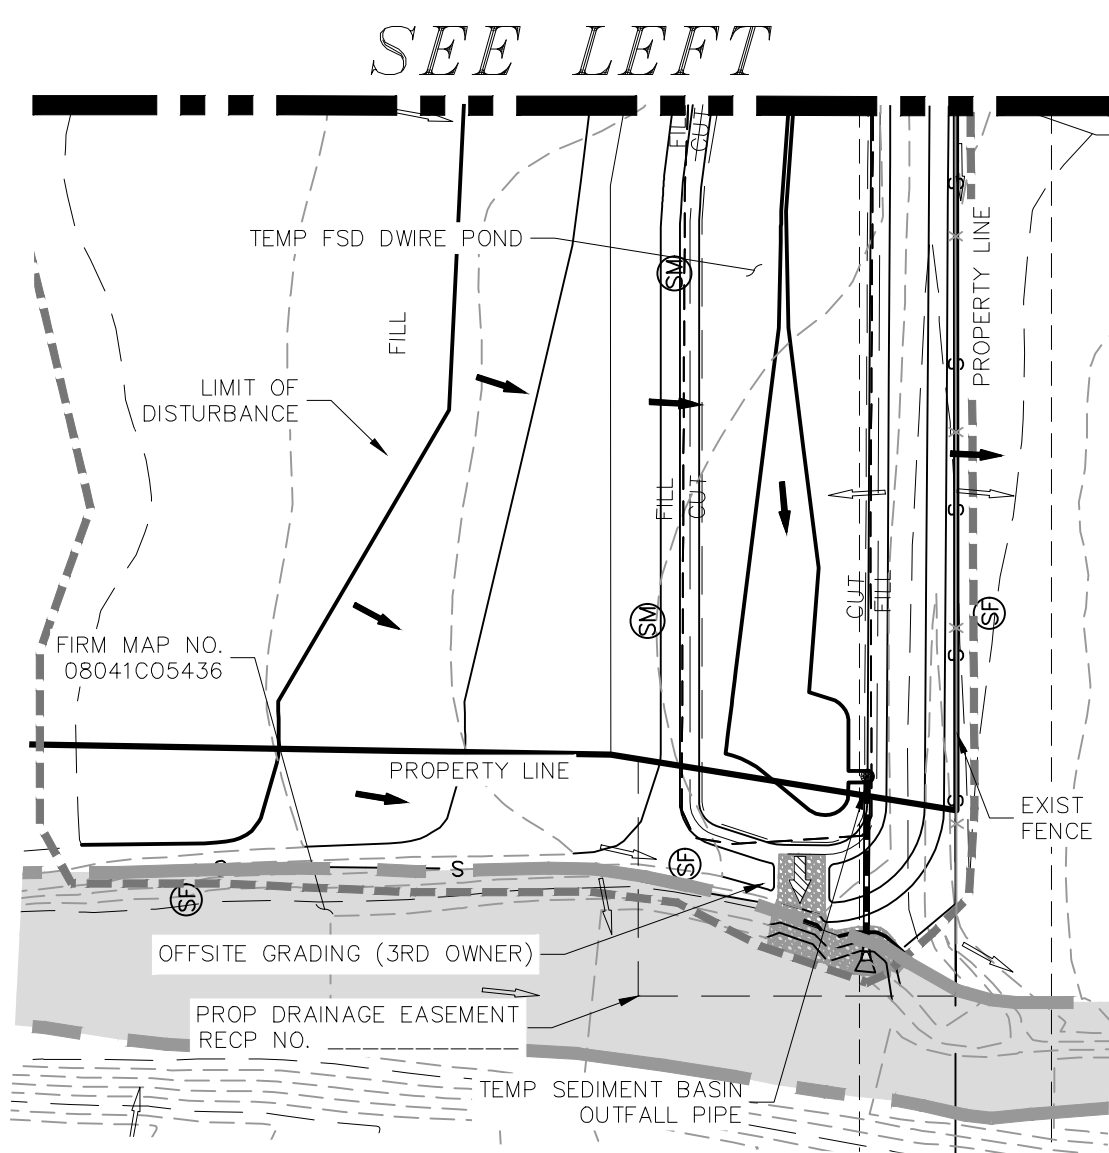 SEE LEFT
FILL
CUT
S
TEMP FSD DWIRE POND
PROPERTY LINE
SM
FILL
S
LIMIT OF
DISTURBANCE
FILL
CUT
S
CUT
FILL
SF
SM
FIRM MAP NO.
08041C05436
S
PROPERTY LINE
S
EXIST
FENCE
S
SF
SF
OFFSITE GRADING (3RD OWNER)
PROP DRAINAGE EASEMENT
RECP NO. ____________
TEMP SEDIMENT BASIN
OUTFALL PIPE